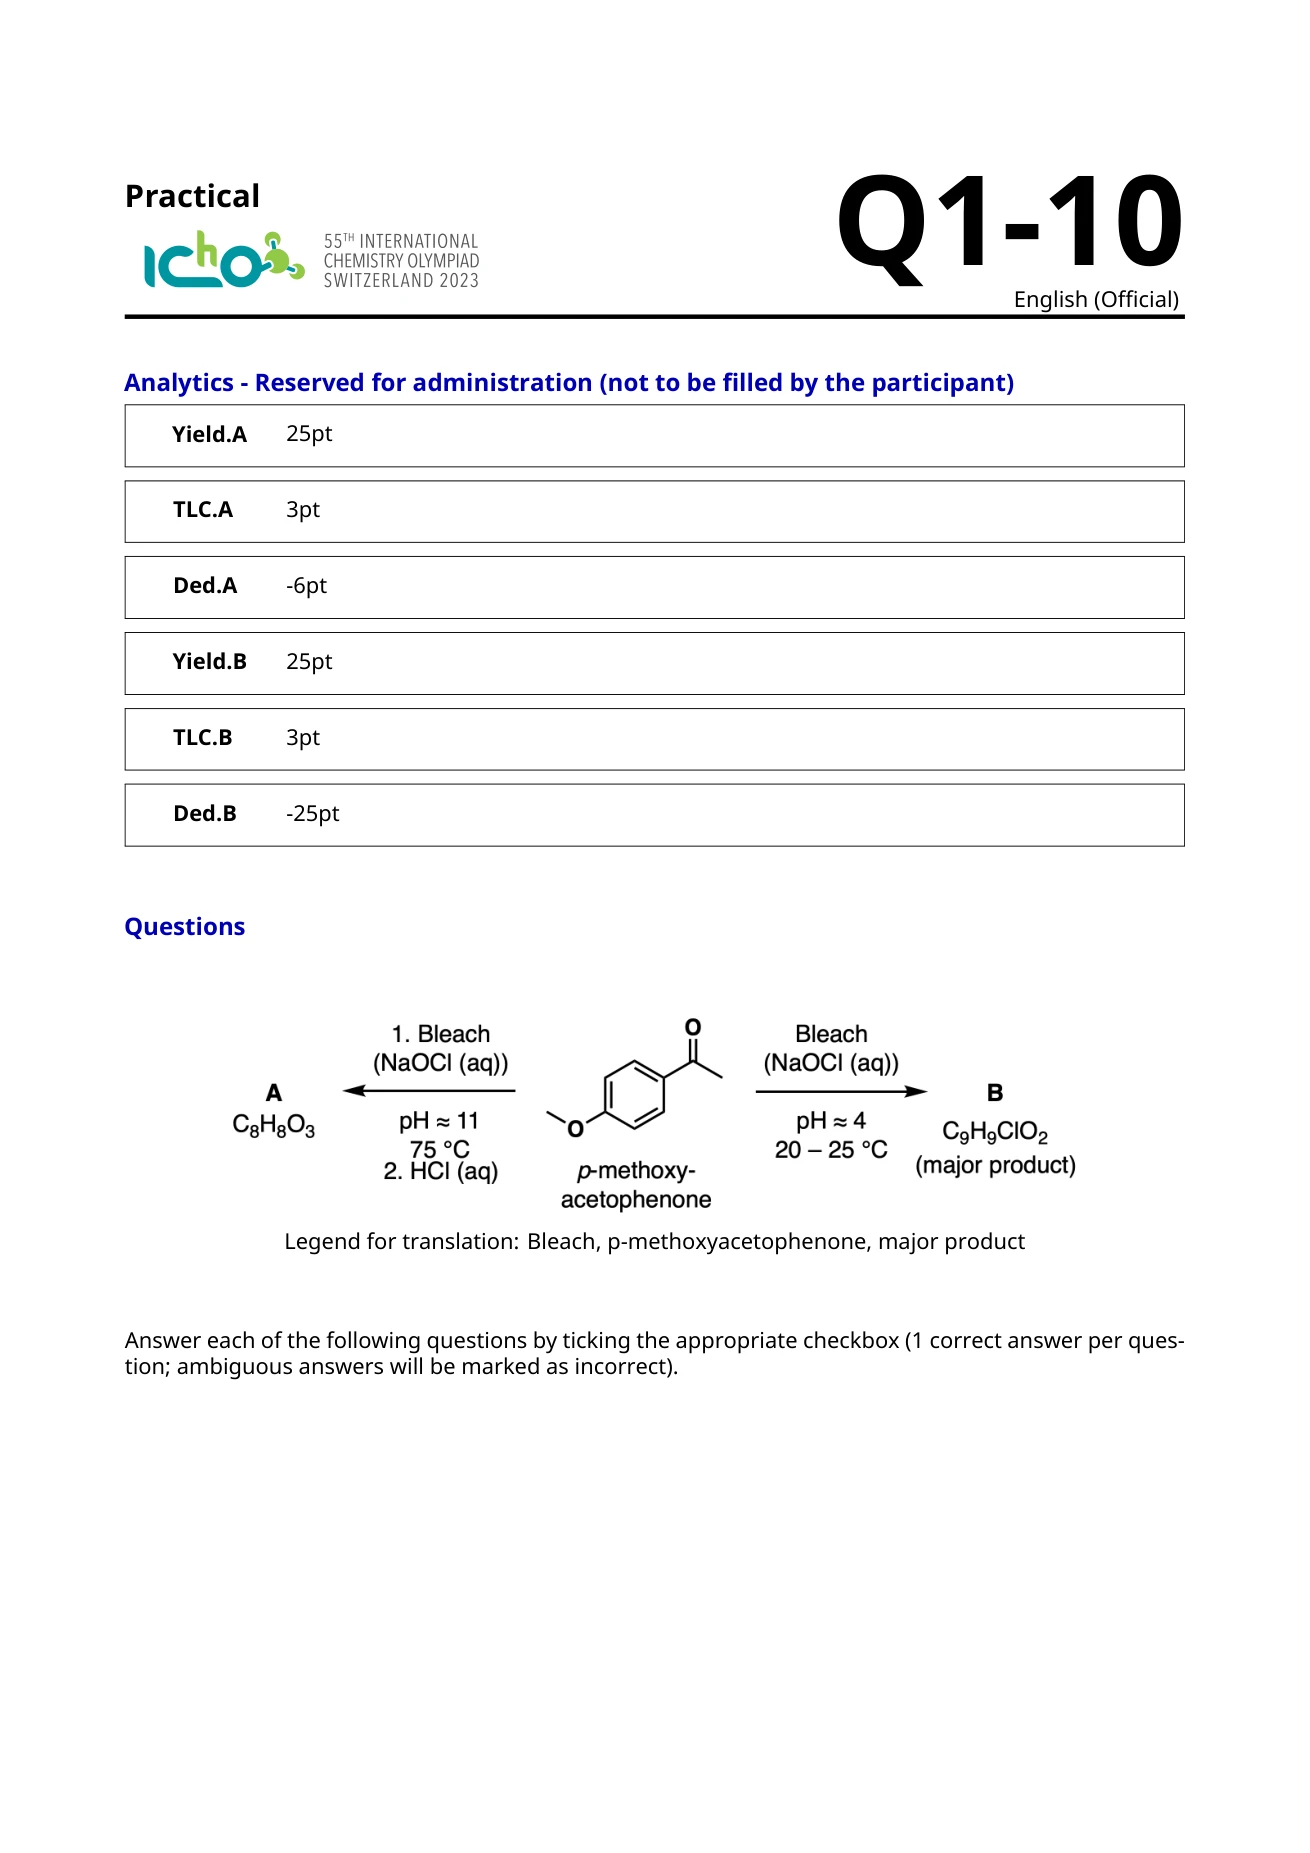 Practical
Q1-10
IChO
55TH INTERNATIONAL
CHEMISTRY OLYMPIAD
SWITZERLAND 2023
English (Official)
Analytics - Reserved for administration (not to be filled by the participant)
Yield.A 25pt
TLC.A 3pt
Ded.A -6pt
Yield.B 25pt
TLC.B 3pt
Ded.B -25pt
Questions
A
C8H8O3
1. Bleach
(NaOCl (aq))
pH ≈ 11
75 °C
2. HCl (aq)
O
O
p-methoxy-
acetophenone
Bleach
(NaOCl (aq))
pH ≈ 4
20 – 25 °C
B
C9H9ClO2
(major product)
Legend for translation: Bleach, p-methoxyacetophenone, major product
Answer each of the following questions by ticking the appropriate checkbox (1 correct answer per ques-
tion; ambiguous answers will be marked as incorrect).